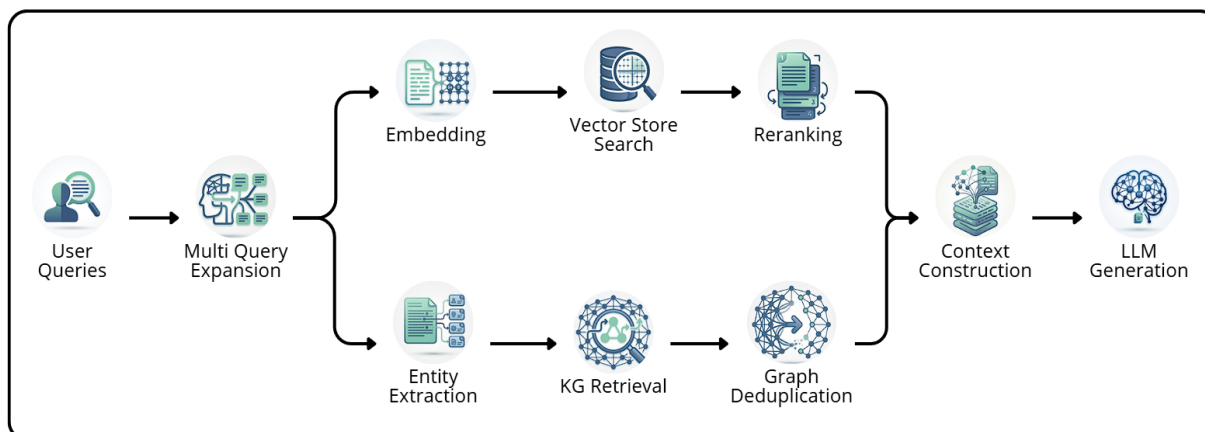 User
Queries
Multi Query
Expansion
Embedding
Vector Store
Search
Reranking
Entity
Extraction
KG Retrieval
Graph
Deduplication
Context
Construction
LLM
Generation